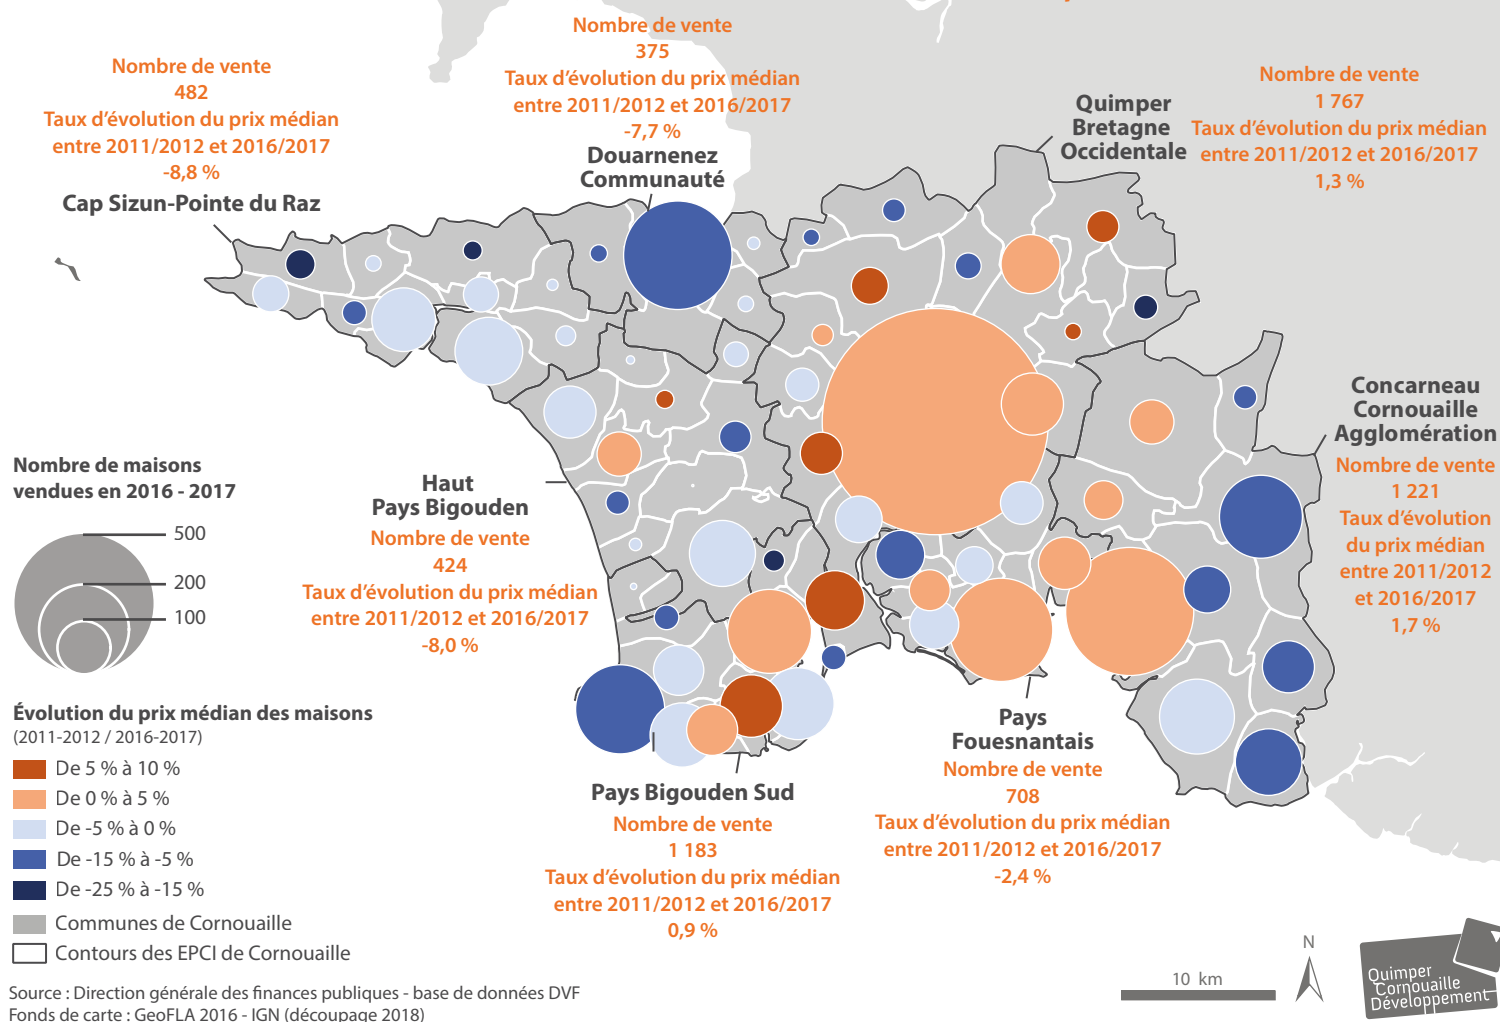 Nombre de vente
482
Taux d’évolution du prix médian
entre 2011/2012 et 2016/2017
-8,8 %
Cap Sizun-Pointe du Raz
Nombre de vente
375
Taux d’évolution du prix médian
entre 2011/2012 et 2016/2017
-7,7 %
Douarnenez
Communauté
Quimper
Bretagne
Occidentale
Nombre de vente
1 767
Taux d’évolution du prix médian
entre 2011/2012 et 2016/2017
1,3 %
Concarneau
Cornouaille
Agglomération
Nombre de vente
1 221
Taux d’évolution
du prix médian
entre 2011/2012
et 2016/2017
1,7 %
Haut
Pays Bigouden
Nombre de vente
424
Taux d’évolution du prix médian
entre 2011/2012 et 2016/2017
-8,0 %
Pays Bigouden Sud
Nombre de vente
1 183
Taux d’évolution du prix médian
entre 2011/2012 et 2016/2017
0,9 %
Pays
Fouesnantais
Nombre de vente
708
Taux d’évolution du prix médian
entre 2011/2012 et 2016/2017
-2,4 %
Nombre de maisons
vendues en 2016 - 2017
500
200
100
Évolution du prix médian des maisons
(2011-2012 / 2016-2017)
De 5 % à 10 %
De 0 % à 5 %
De -5 % à 0 %
De -15 % à -5 %
De -25 % à -15 %
Communes de Cornouaille
Contours des EPCI de Cornouaille
Source : Direction générale des finances publiques - base de données DVF
Fonds de carte : GeoFLA 2016 - IGN (découpage 2018)
10 km
N
Quimper
Cornouaille
Développement